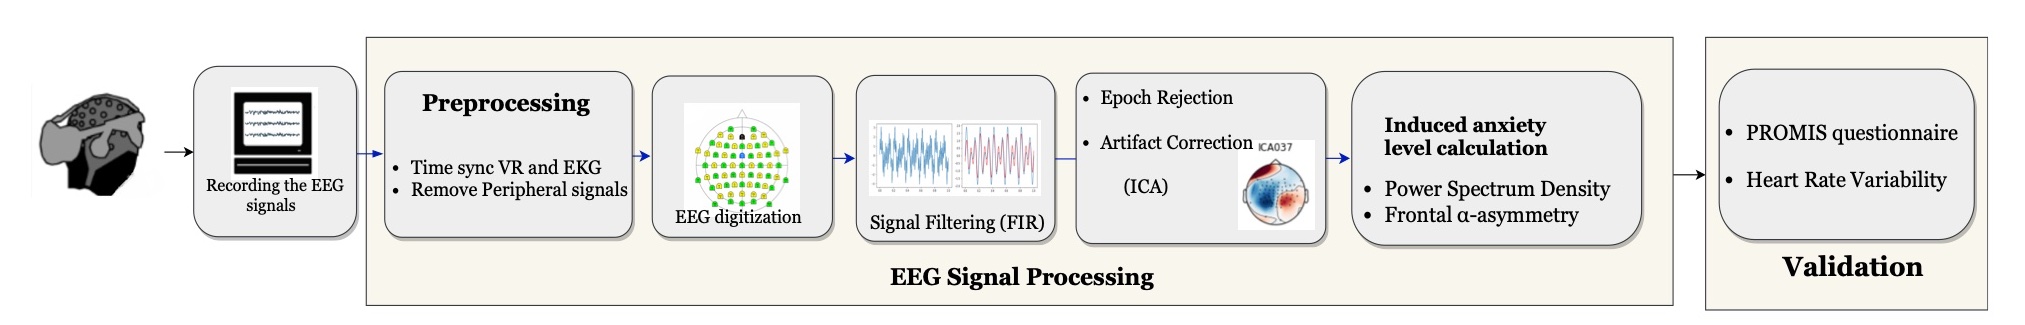 Recording the EEG
signals
Preprocessing
• Time sync VR and EKG
• Remove Peripheral signals
EEG digitization
Signal Filtering (FIR)
• Epoch Rejection
• Artifact Correction
(ICA)
ICA037
Induced anxiety
level calculation
• Power Spectrum Density
• Frontal α-asymmetry
EEG Signal Processing
• PROMIS questionnaire
• Heart Rate Variability
Validation